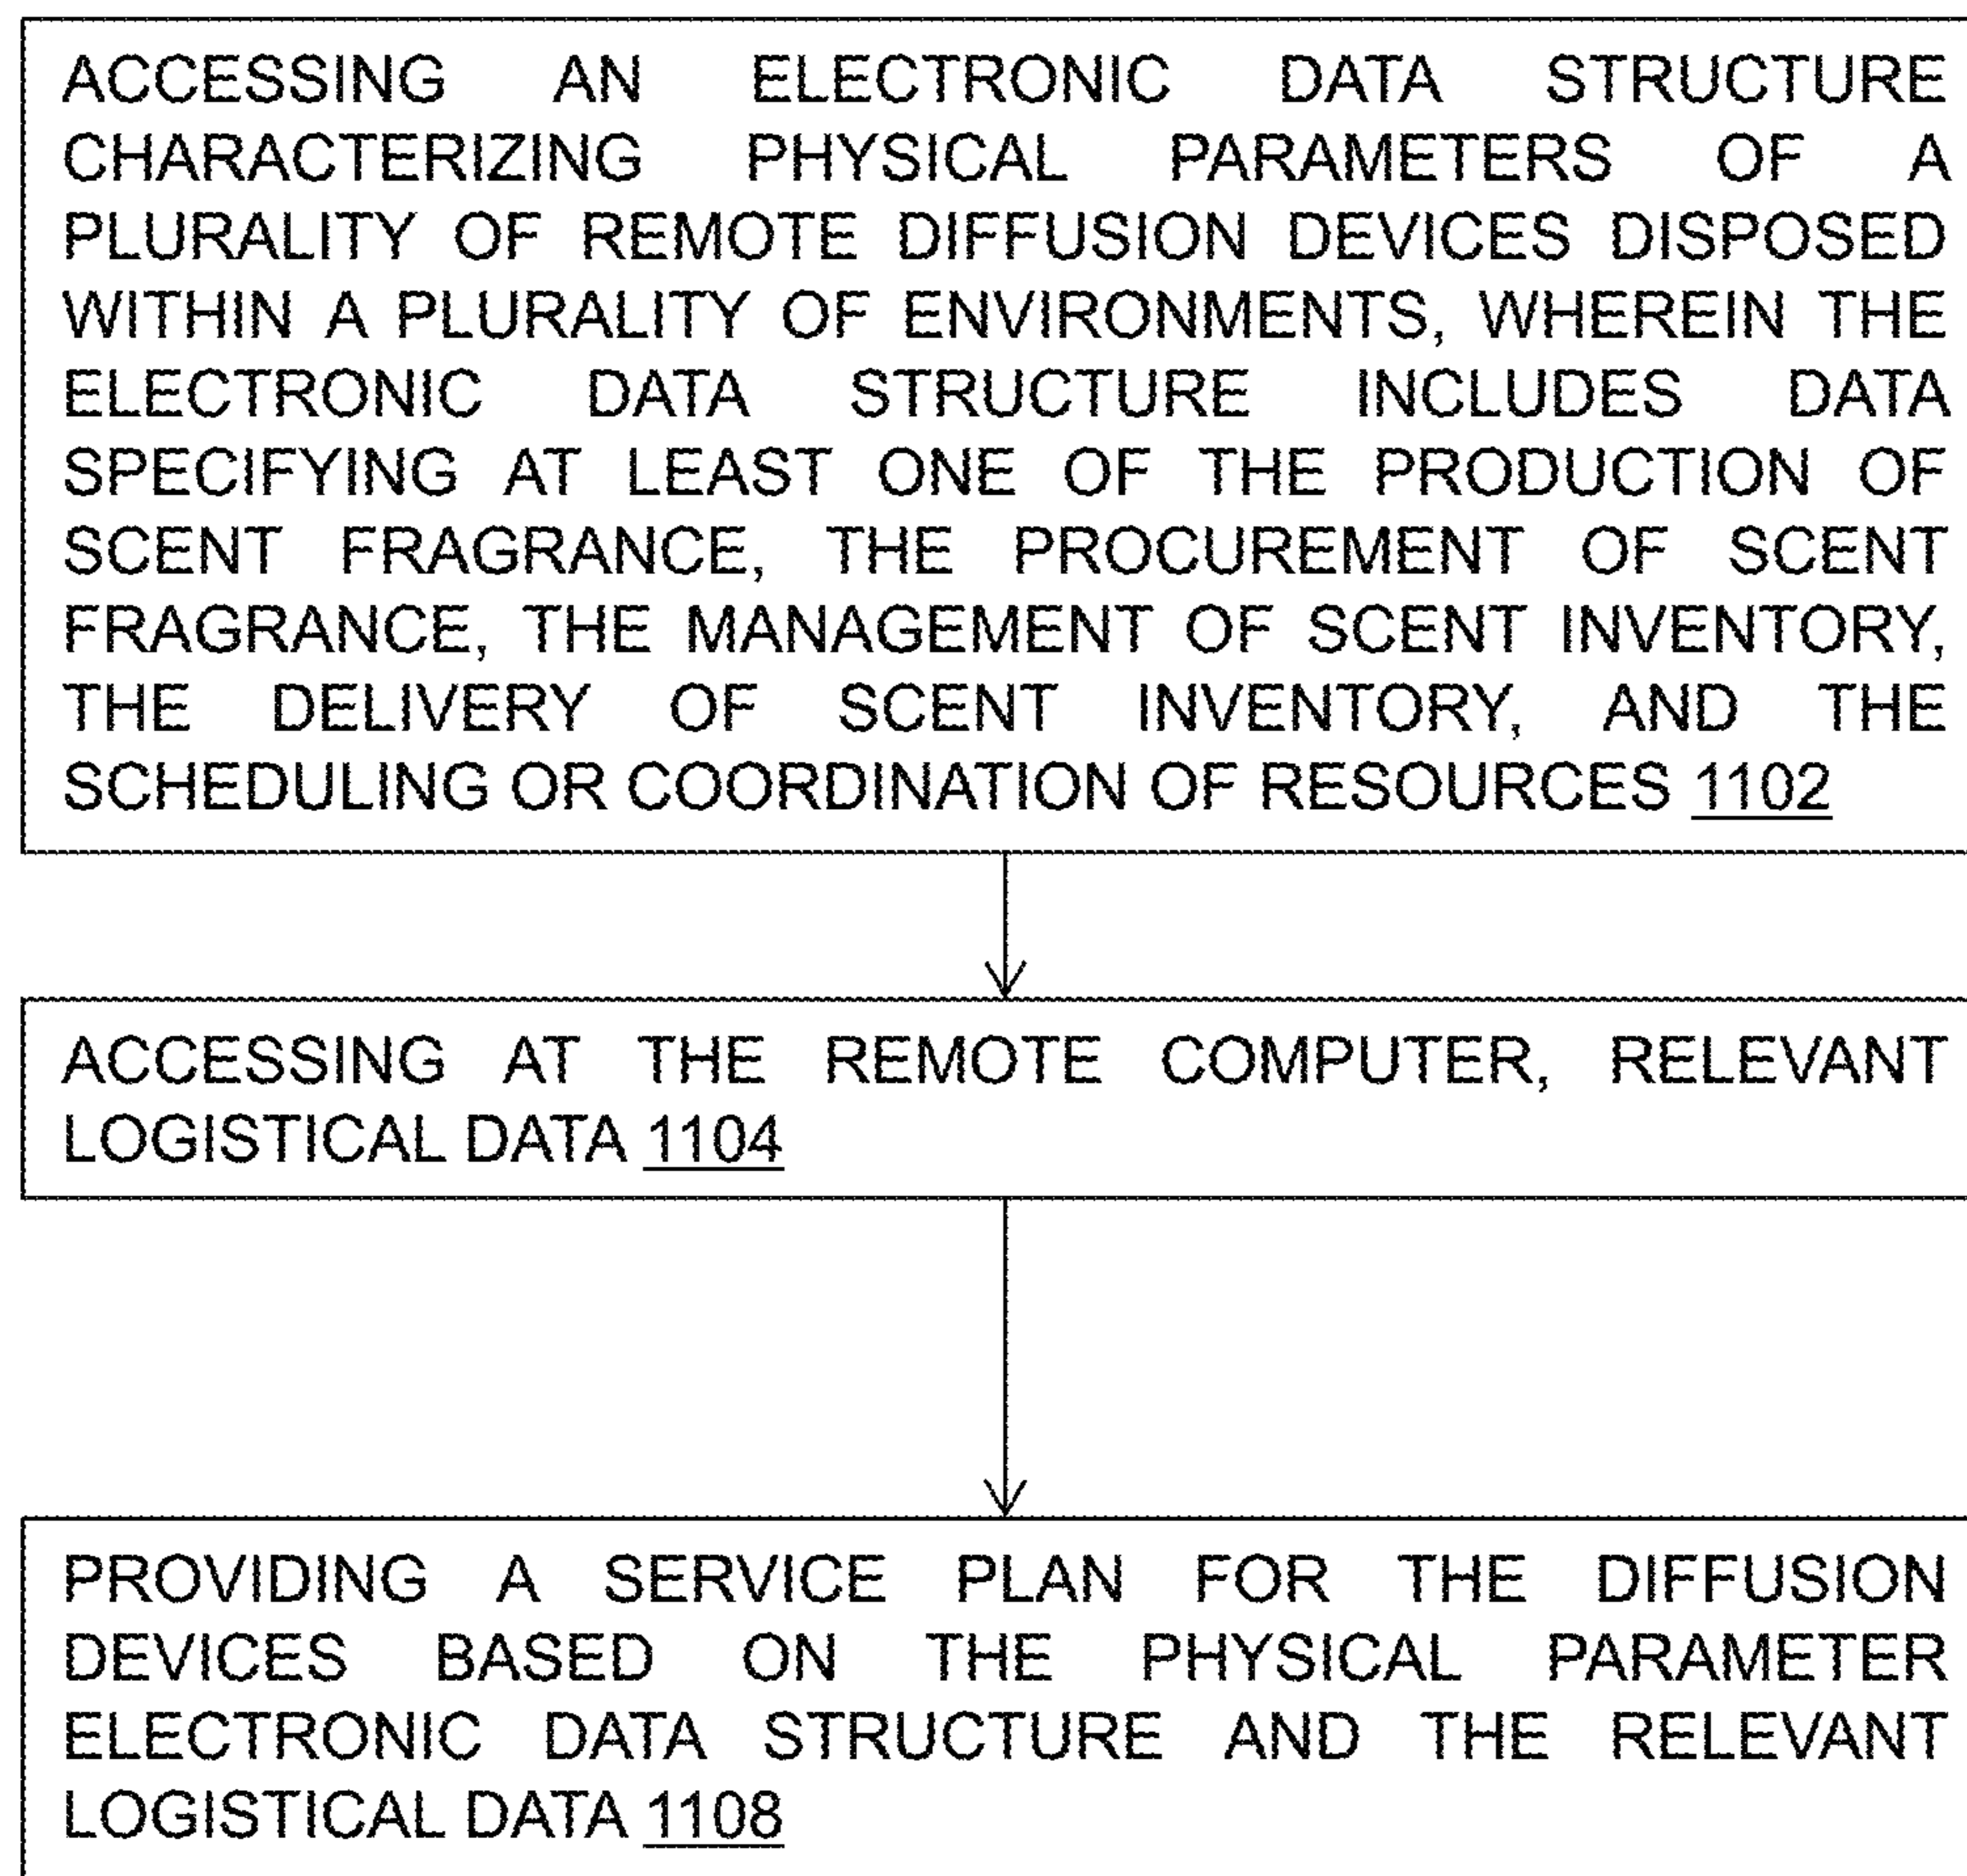 ACCESSING AN ELECTRONIC DATA STRUCTURE
CHARACTERIZING PHYSICAL PARAMETERS OF A
PLURALITY OF REMOTE DIFFUSION DEVICES DISPOSED
WITHIN A PLURALITY OF ENVIRONMENTS, WHEREIN THE
ELECTRONIC DATA STRUCTURE INCLUDES DATA
SPECIFYING AT LEAST ONE OF THE PRODUCTION OF
SCENT FRAGRANCE, THE PROCUREMENT OF SCENT
FRAGRANCE, THE MANAGEMENT OF SCENT INVENTORY,
THE DELIVERY OF SCENT INVENTORY, AND THE
SCHEDULING OR COORDINATION OF RESOURCES 1102
ACCESSING AT THE REMOTE COMPUTER, RELEVANT
LOGISTICAL DATA 1104
PROVIDING A SERVICE PLAN FOR THE DIFFUSION
DEVICES BASED ON THE PHYSICAL PARAMETER
ELECTRONIC DATA STRUCTURE AND THE RELEVANT
LOGISTICAL DATA 1108